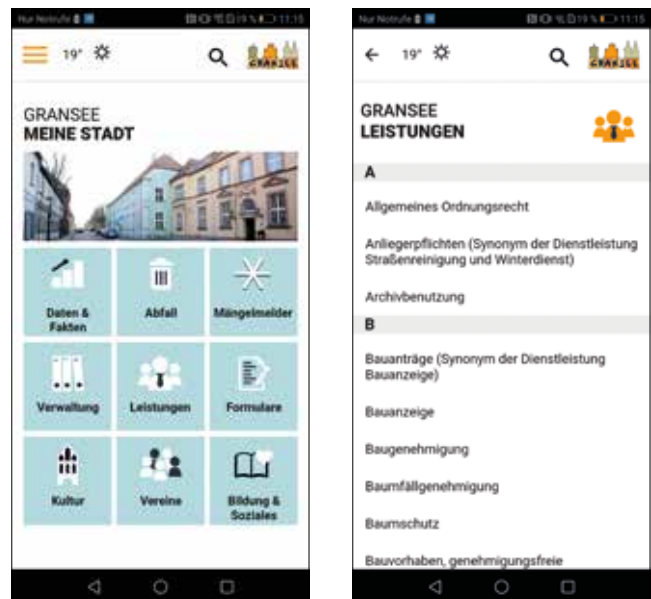 Nur Notrufe
19 % 11:15
19°
GRANSEE
GRANSEE
MEINE STADT
Daten &
Fakten
Abfall
Mängelmelder
Verwaltung
Leistungen
Formulare
Kultur
Vereine
Bildung &
Soziales
Nur Notrufe
19 % 11:15
19°
GRANSEE
GRANSEE
LEISTUNGEN
A
Allgemeines Ordnungsrecht
Anliegerpflichten (Synonym der Dienstleistung
Straßenreinigung und Winterdienst)
Archivbenutzung
B
Bauanträge (Synonym der Dienstleistung
Bauanzeige)
Bauanzeige
Baugenehmigung
Baumfällgenehmigung
Baumschutz
Bauvorhaben, genehmigungsfreie